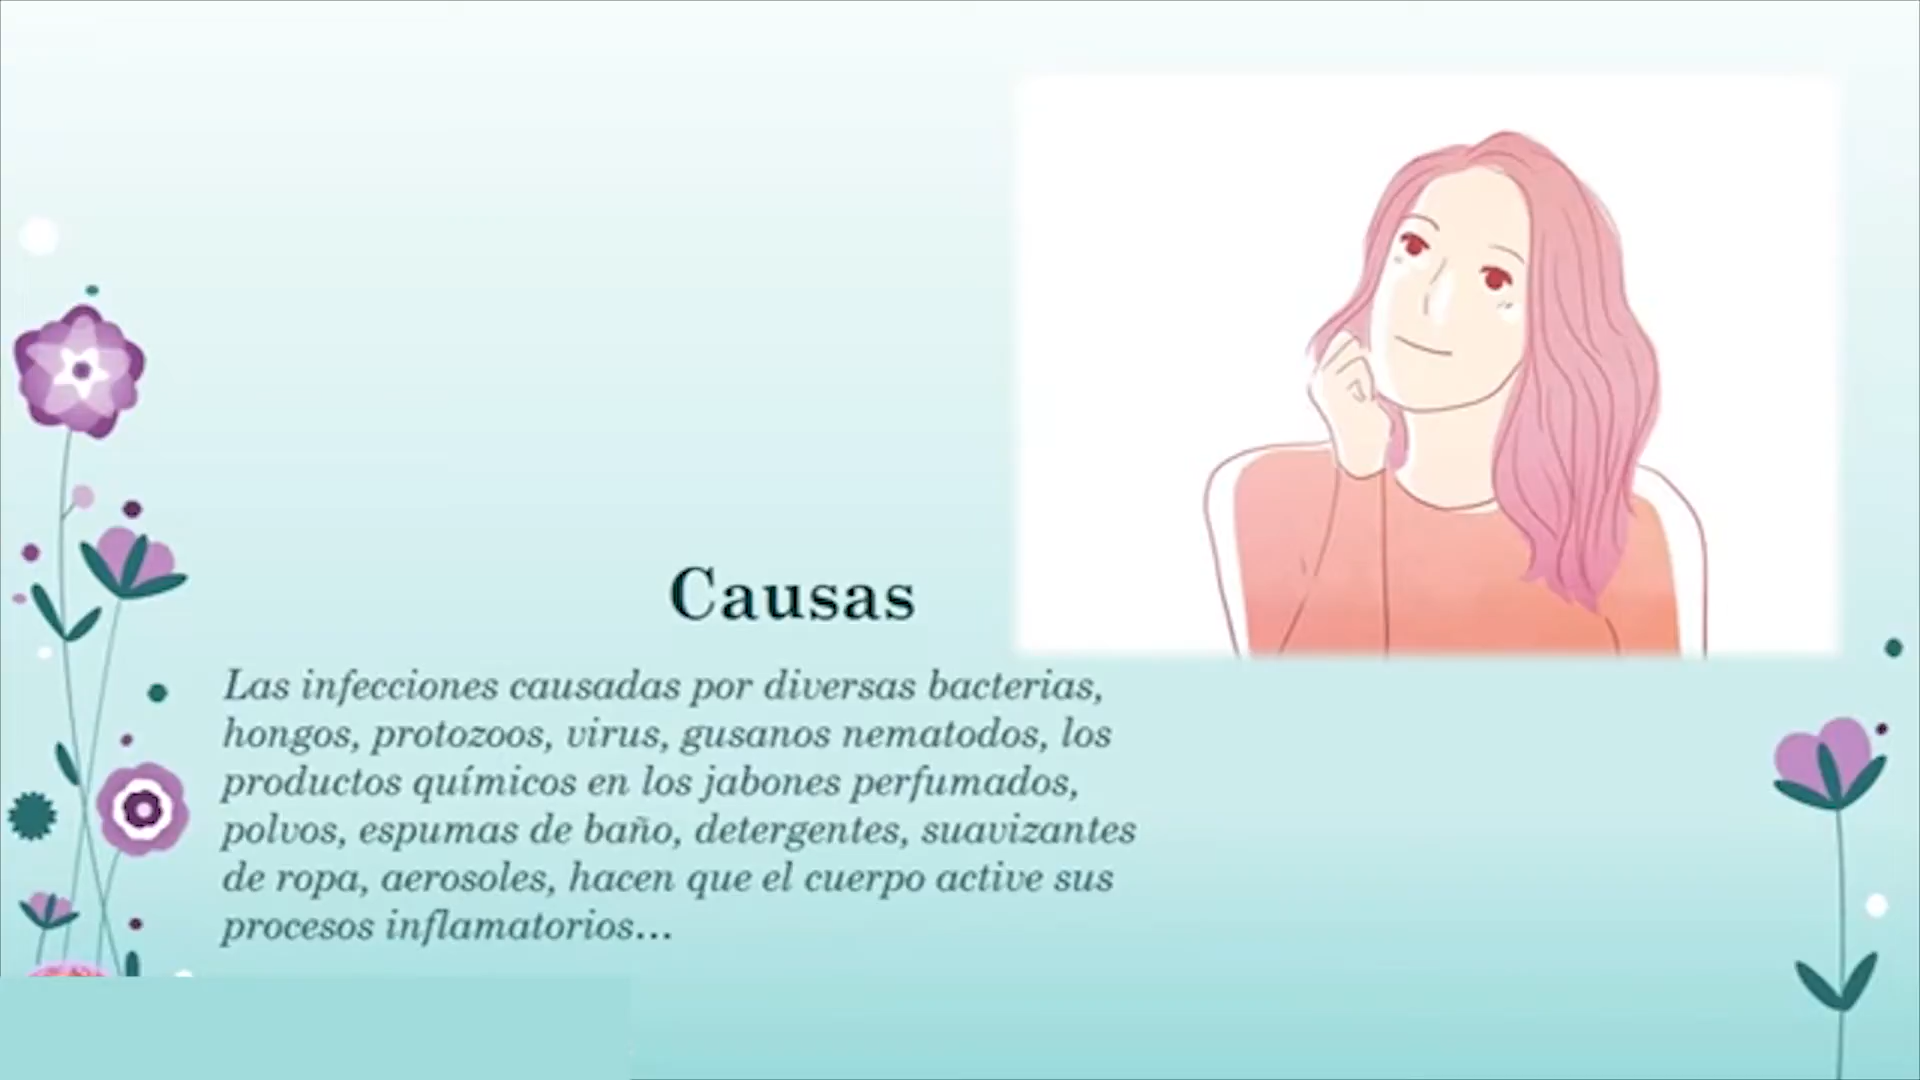 Causas
Las infecciones causadas por diversas bacterias,
hongos, protozoos, virus, gusanos nematodos, los
productos químicos en los jabones perfumados,
polvos, espumas de baño, detergentes, suavizantes
de ropa, aerosoles, hacen que el cuerpo active sus
procesos inflamatorios...